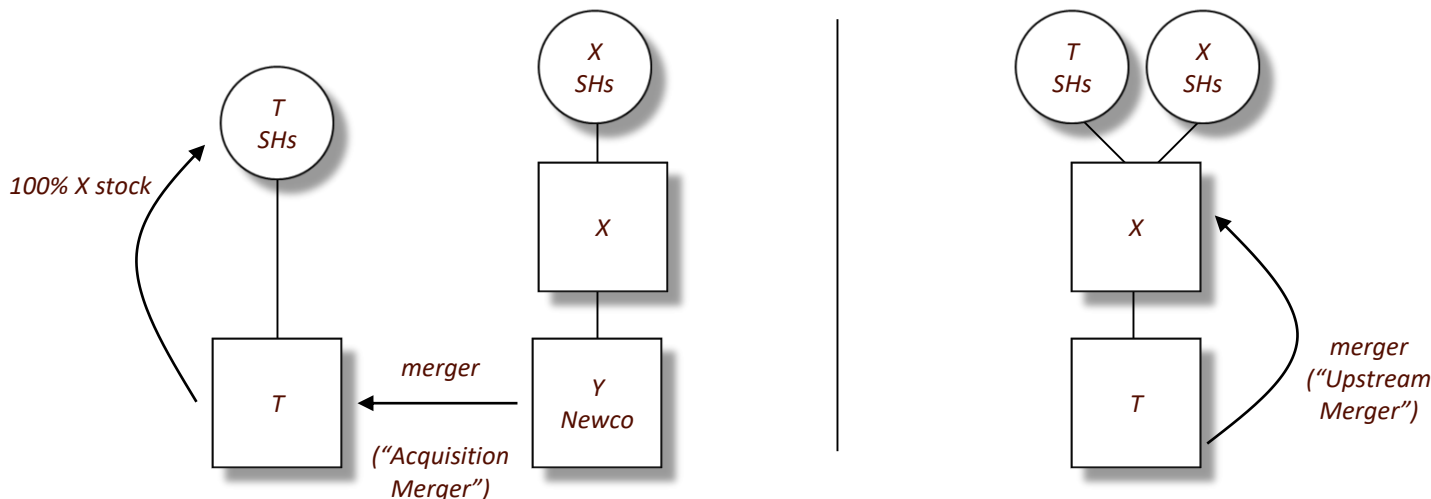 T
SHs
100% X stock
T
X
SHs
X
merger
Y
Newco
(“Acquisition
Merger”)
T
SHs
X
SHs
X
T
merger
(“Upstream
Merger”)